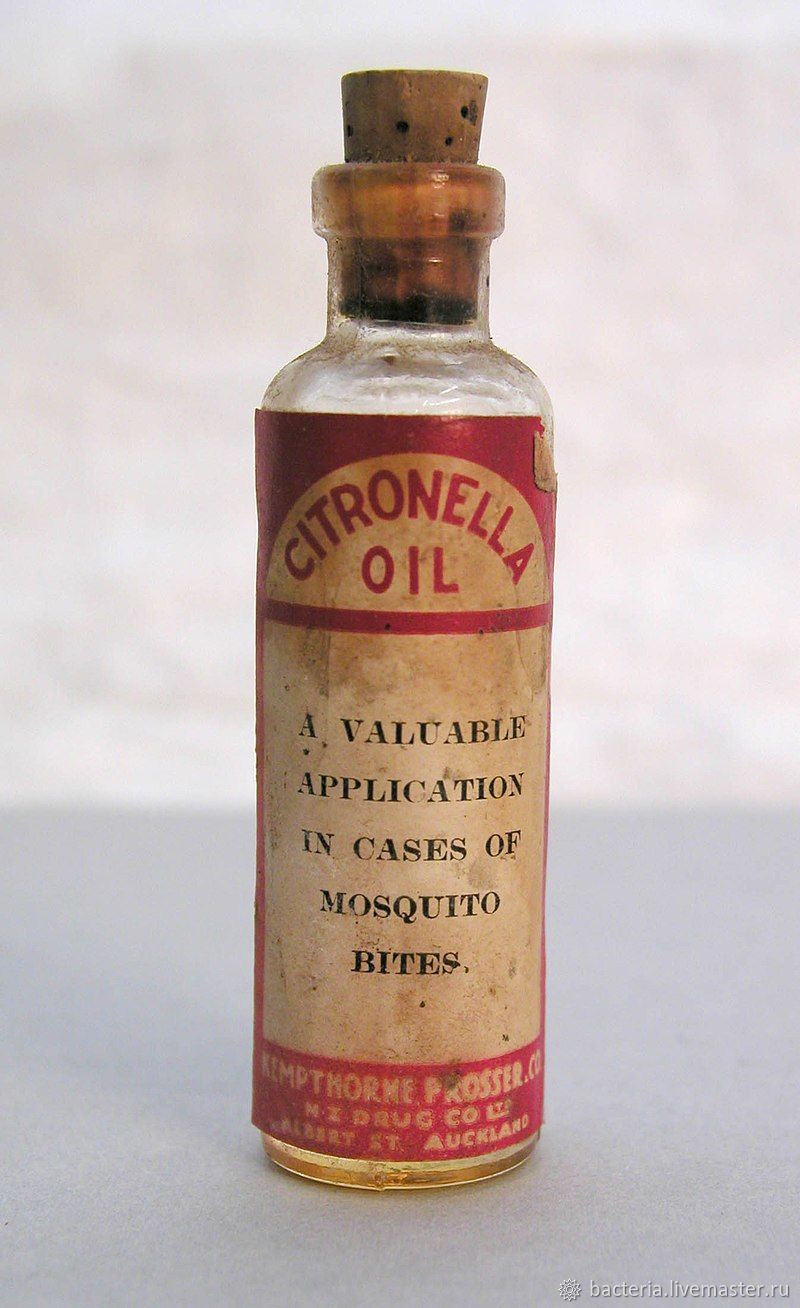 CITRONELLA
OIL
A VALUABLE
APPLICATION
IN CASES OF
MOSQUITO
BITES.
KEMPTHORNE PROSSER. CO
N·Z DRUG CO LTD
ALBERT ST. AUCKLAND
bacteria.livemaster.ru